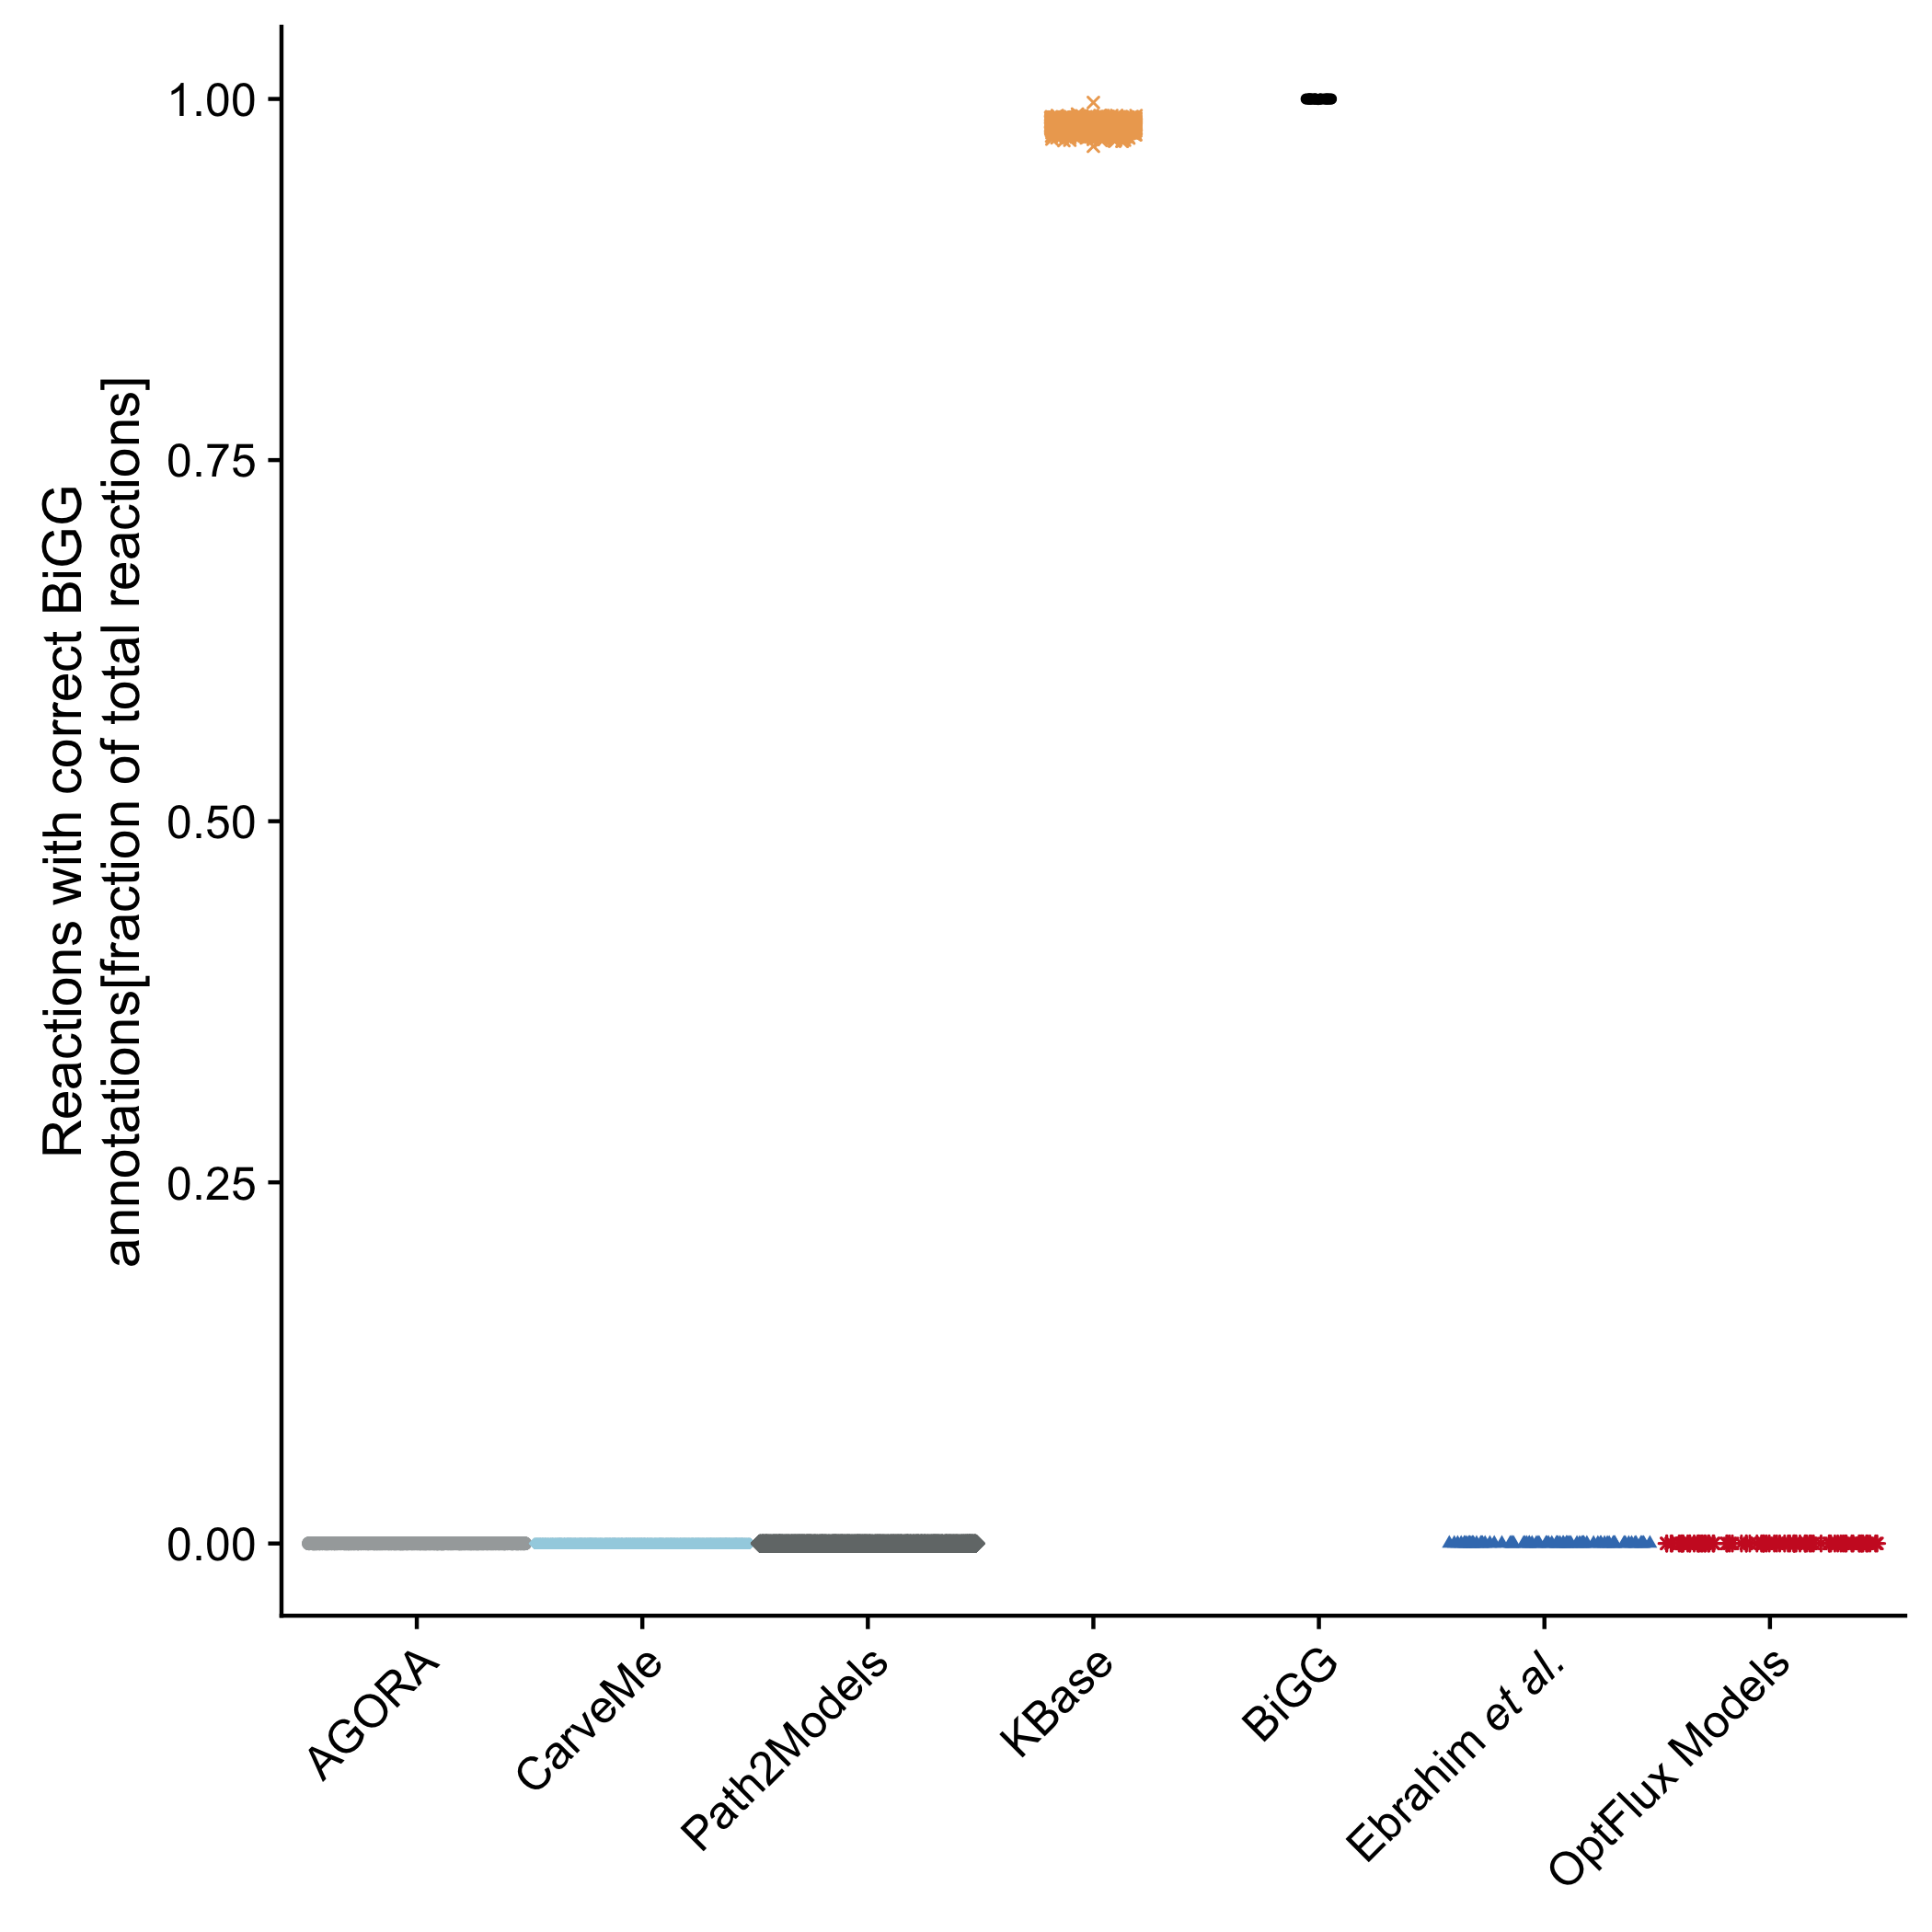 Reactions with correct BiGG
annotations[fraction of total reactions]
1.00
0.75
0.50
0.25
0.00
AGORA
CarveMe
Path2Models
KBase
BiGG
Ebrahim et al.
OptFlux Models